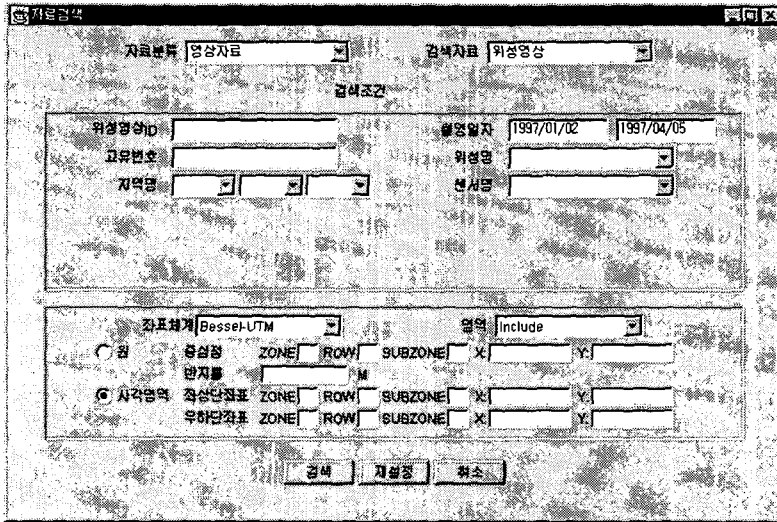 자료검색
자료분류 영상자료 검색자료 위성영상
검색조건
위성영상ID 촬영일자 1997/01/02 1997/04/05
고유번호 위성명
지역명 센서명
좌표체계 Bessel-UTM 영역 Include
원 중심점 ZONE ROW SUBZONE X: Y:
반지름 M
사각영역 좌상단좌표 ZONE ROW SUBZONE X: Y:
우하단좌표 ZONE ROW SUBZONE X: Y:
검색 재설정 취소